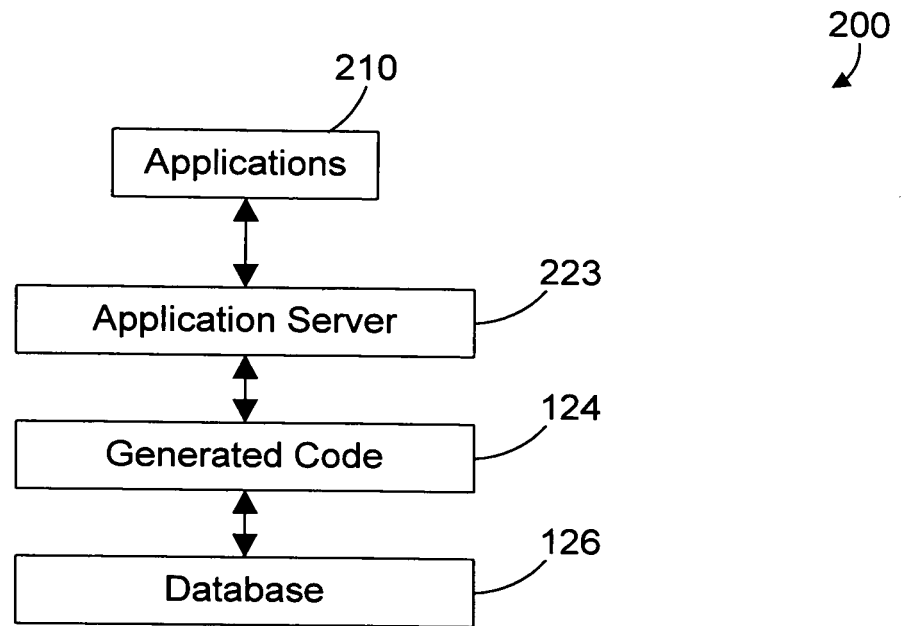 200
210
Applications
223
Application Server
124
Generated Code
126
Database